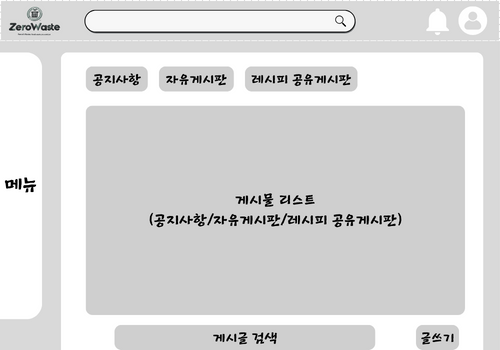 ZeroWaste
공지사항
자유게시판
레시피 공유게시판
메뉴
게시물 리스트
(공지사항/자유게시판/레시피 공유게시판)
게시글 검색
글쓰기